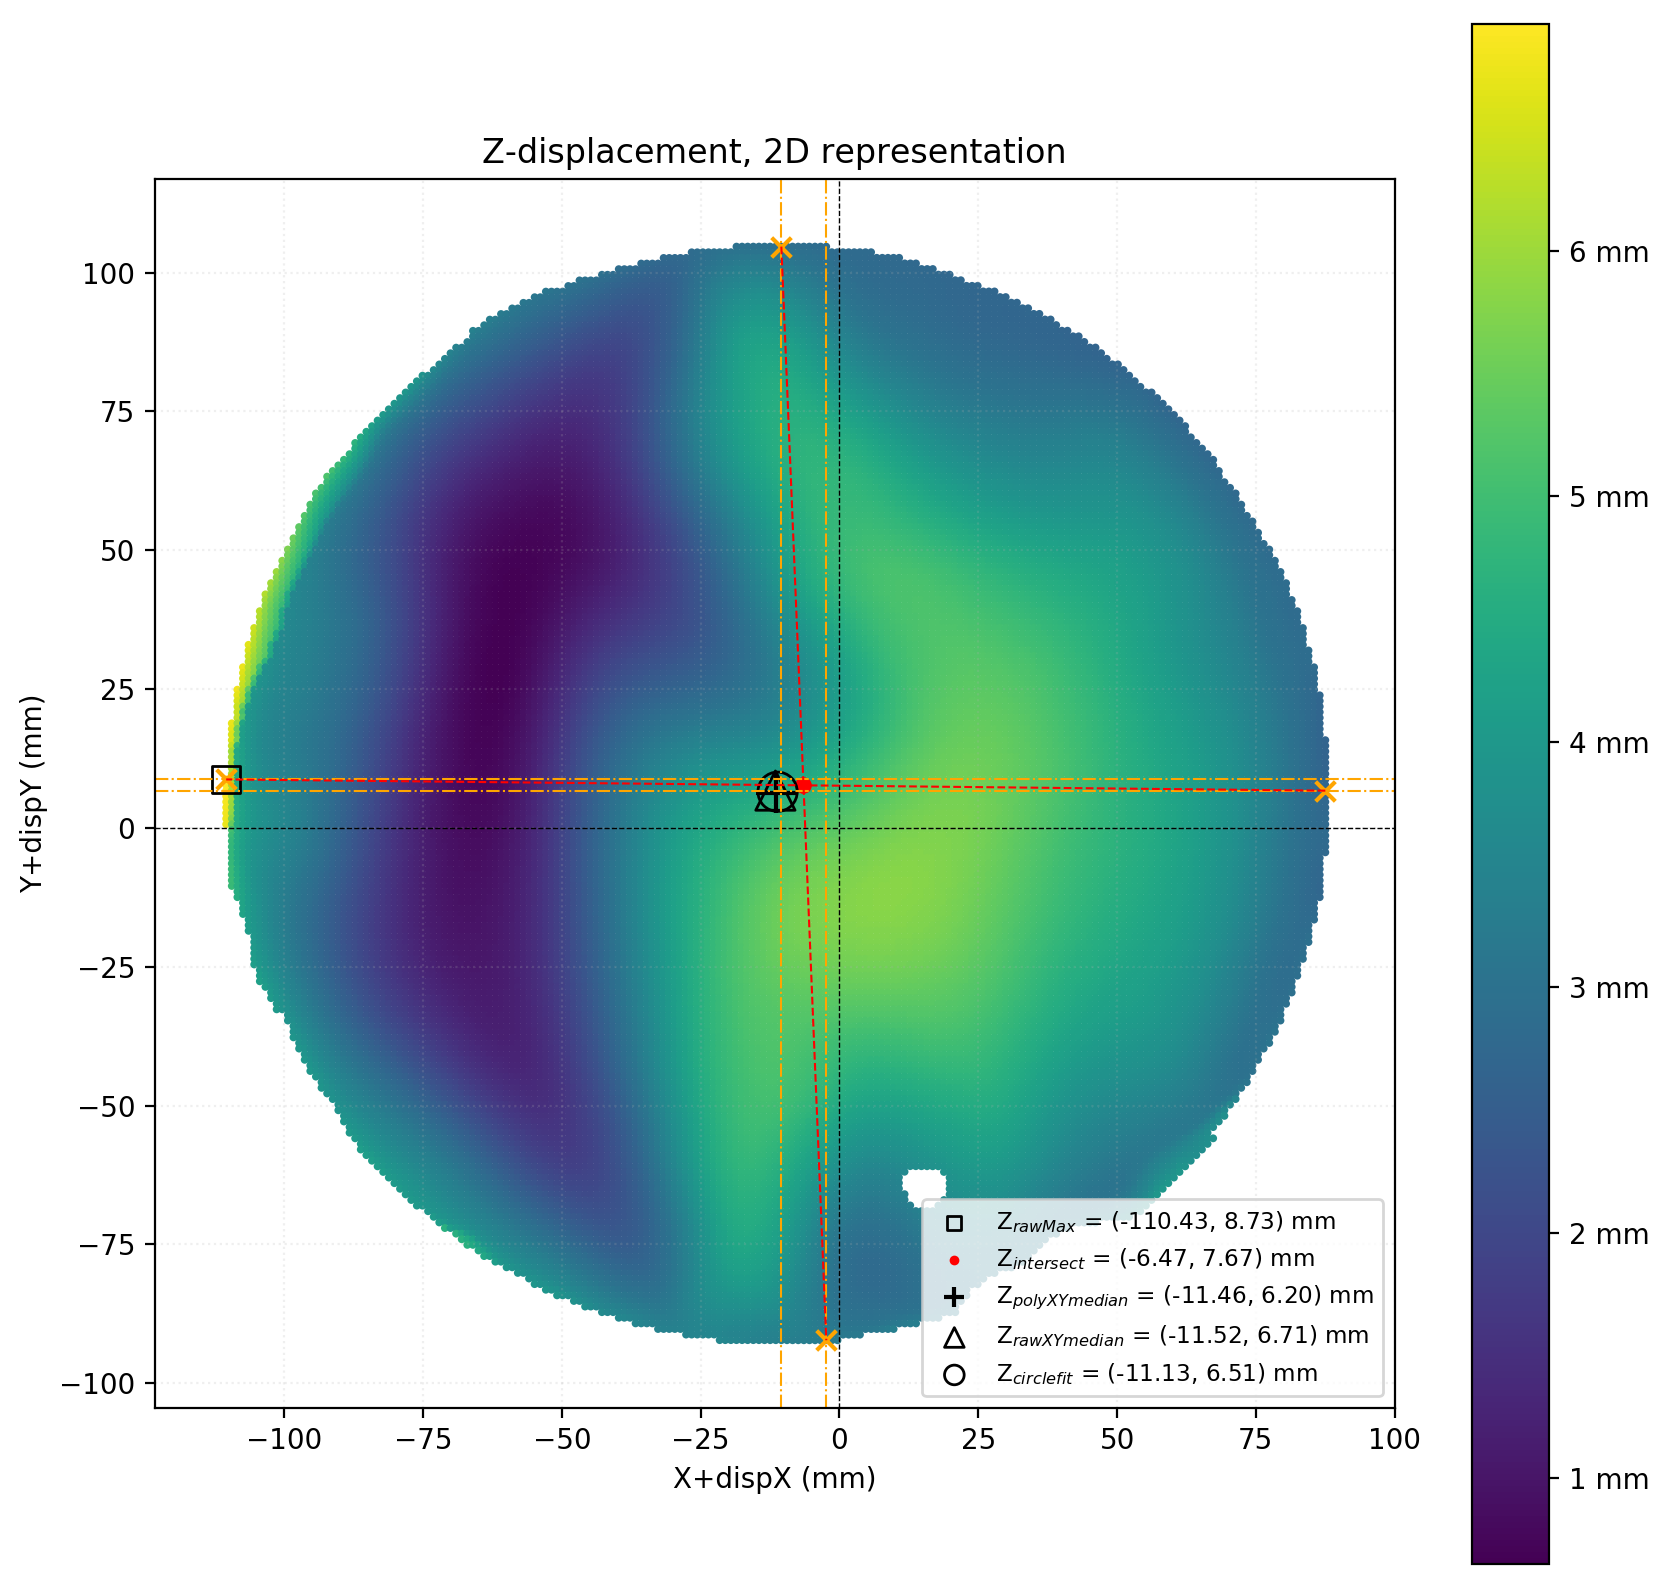 Z-displacement, 2D representation
6 mm
5 mm
4 mm
3 mm
2 mm
1 mm
100
75
50
25
0
−25
−50
−75
−100
Y+dispY (mm)
Z_rawMax = (-110.43, 8.73) mm
Z_intersect = (-6.47, 7.67) mm
Z_polyXYmedian = (-11.46, 6.20) mm
Z_rawXYmedian = (-11.52, 6.71) mm
Z_circlefit = (-11.13, 6.51) mm
−100 −75 −50 −25 0 25 50 75 100
X+dispX (mm)